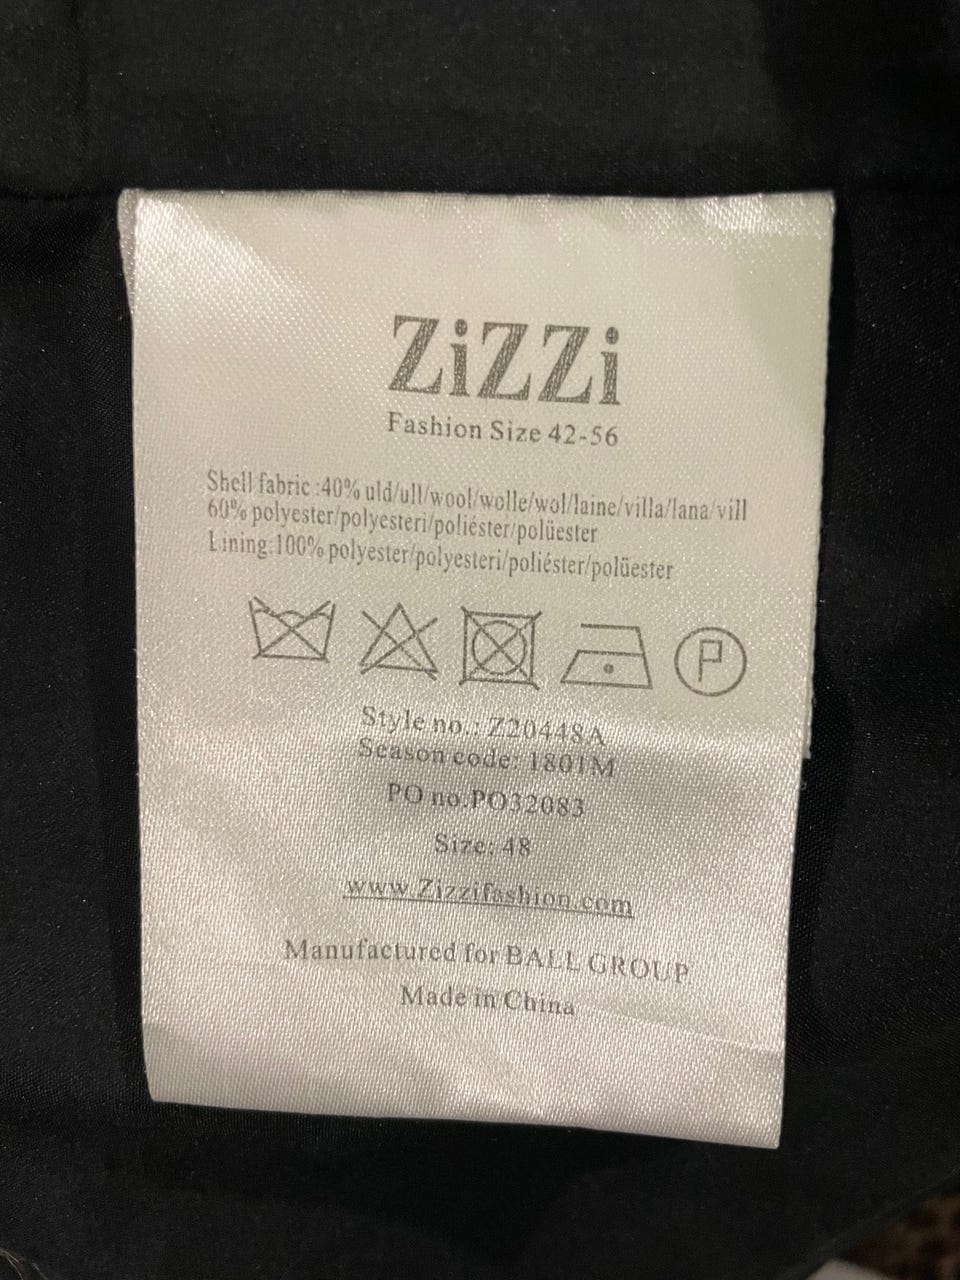 ZiZZi
Fashion Size 42-56
Shell fabric :40% uld/ull/wool/wolle/wol/laine/villa/lana/vill
60% polyester/polyesteri/poliéster/polüester
Lining:100% polyester/polyesteri/poliéster/polüester
P
Style no.: Z20448A
Season code: 1801M
PO no.PO32083
Size: 48
www.Zizzifashion.com
Manufactured for BALL GROUP
Made in China